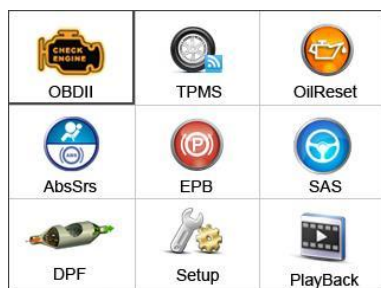 CHECK
ENGINE
OBDII
TPMS
OilReset
ABS
AbsSrs
P
EPB
SAS
DPF
Setup
PlayBack